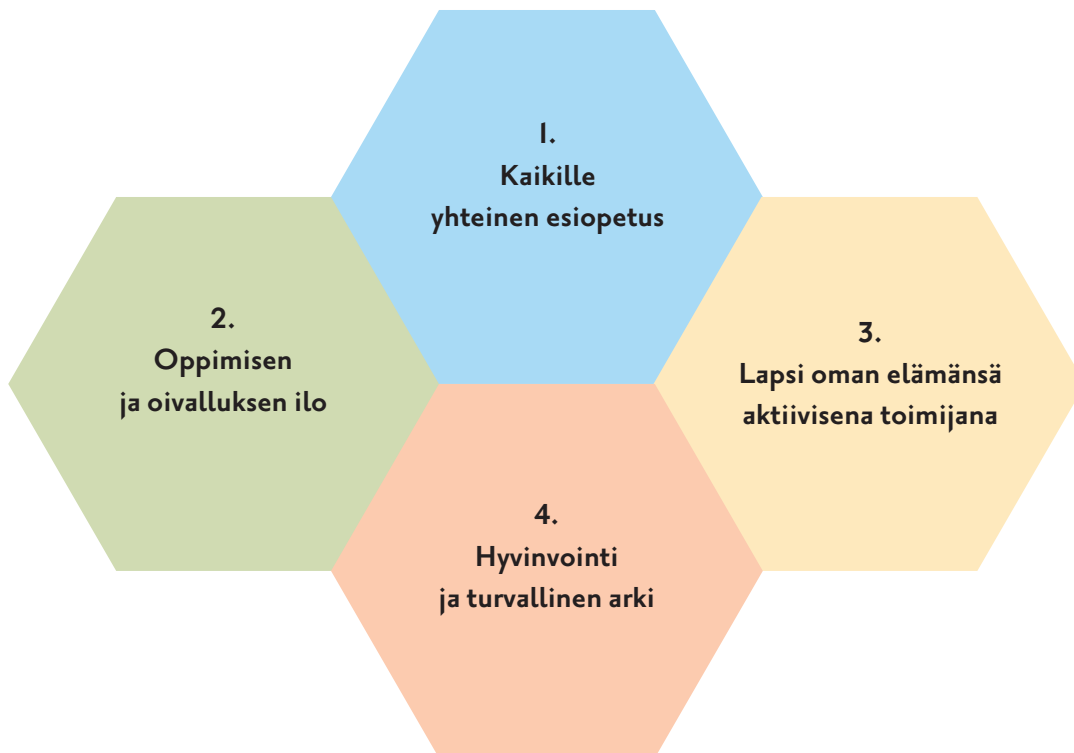 1.
Kaikille
yhteinen esiopetus
2.
Oppimisen
ja oivalluksen ilo
3.
Lapsi oman elämänsä
aktiivisena toimijana
4.
Hyvinvointi
ja turvallinen arki